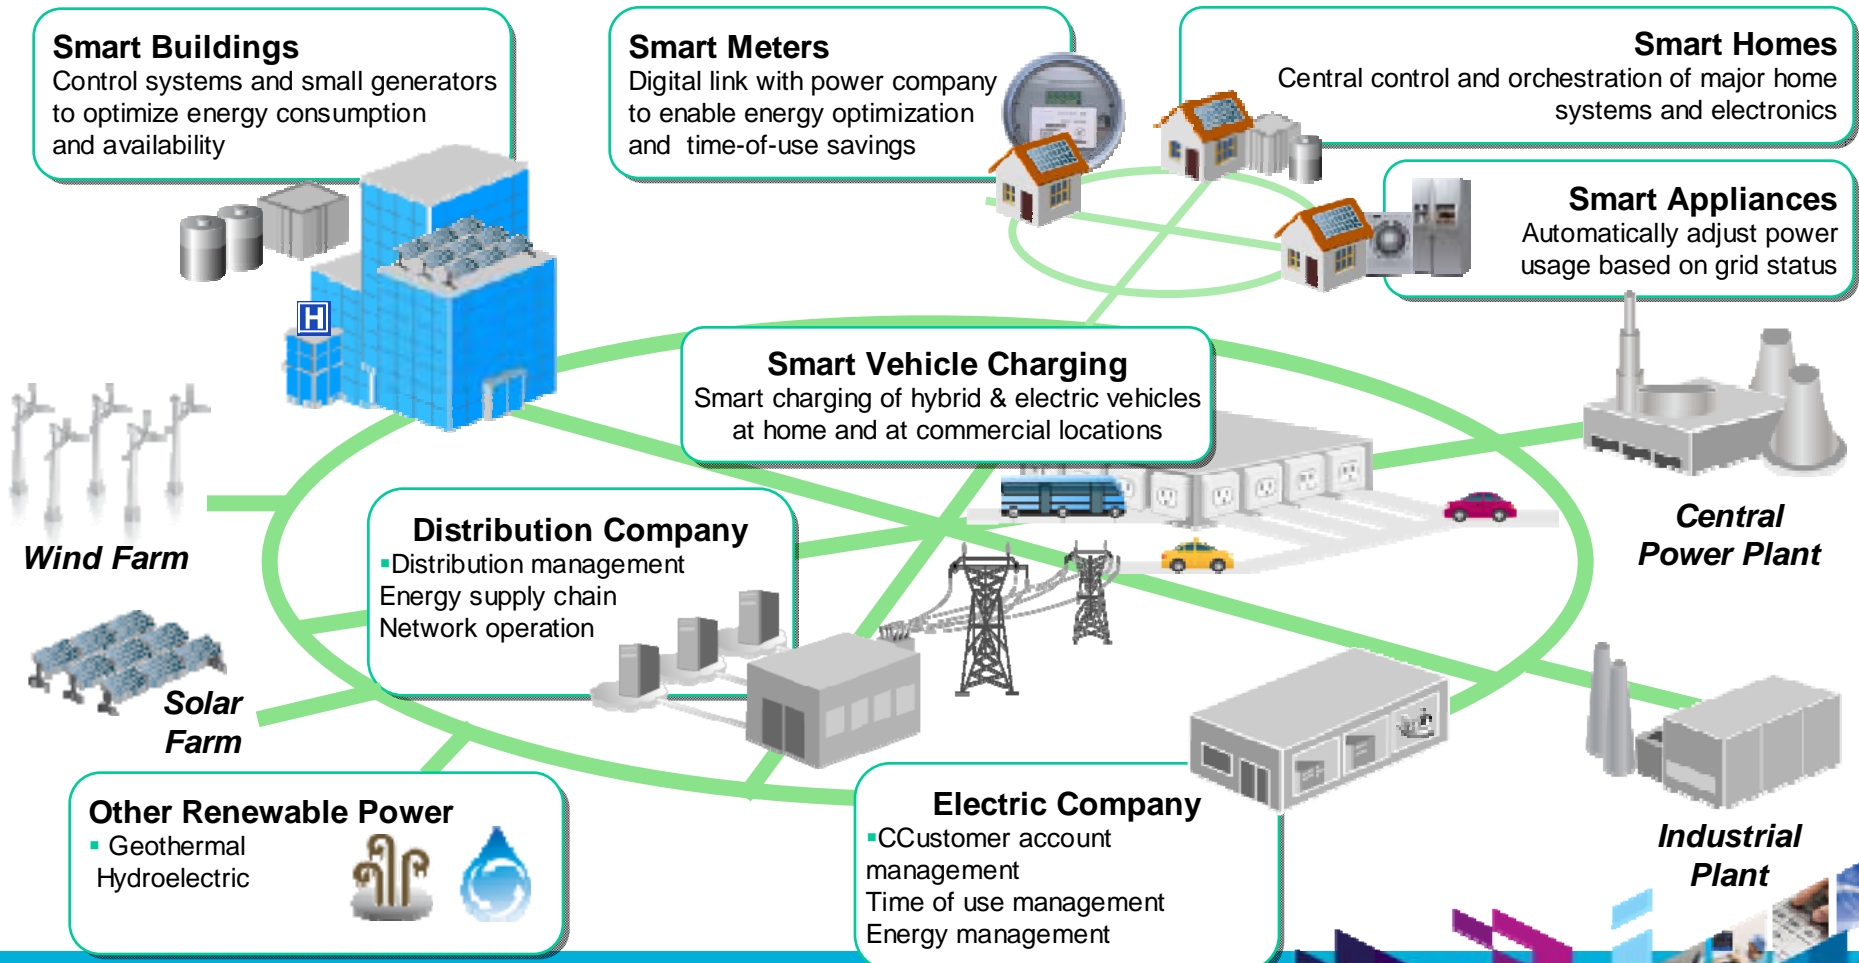 Smart Buildings
Control systems and small generators
to optimize energy consumption
and availability
Smart Meters
Digital link with power company
to enable energy optimization
and time-of-use savings
Smart Homes
Central control and orchestration of major home
systems and electronics
Smart Appliances
Automatically adjust power
usage based on grid status
H
Smart Vehicle Charging
Smart charging of hybrid & electric vehicles
at home and at commercial locations
Wind Farm
Distribution Company
▪Distribution management
Energy supply chain
Network operation
Central
Power Plant
Solar
Farm
Other Renewable Power
▪ Geothermal
Hydroelectric
Electric Company
▪CCustomer account
management
Time of use management
Energy management
Industrial
Plant